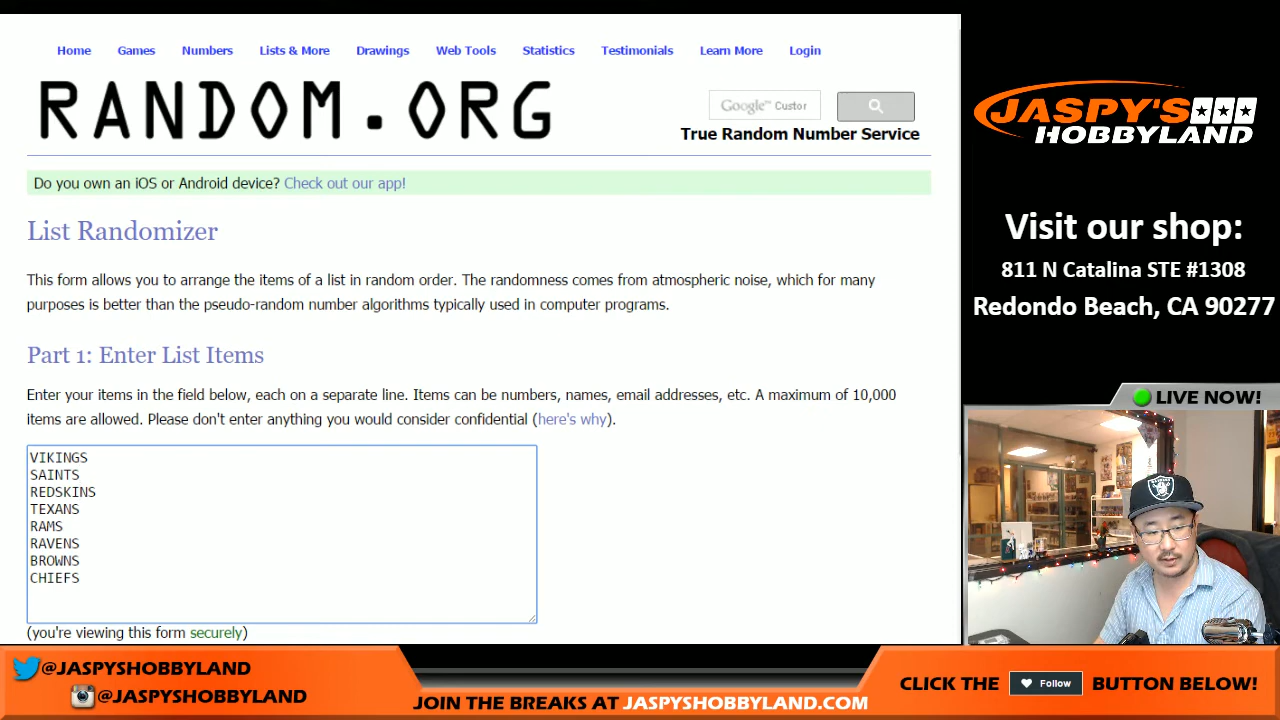 Home Games Numbers Lists & More Drawings Web Tools Statistics Testimonials Learn More Login
RANDOM.ORG
Google™ Custor
True Random Number Service
Do you own an iOS or Android device? Check out our app!
List Randomizer
This form allows you to arrange the items of a list in random order. The randomness comes from atmospheric noise, which for many
purposes is better than the pseudo-random number algorithms typically used in computer programs.
Part 1: Enter List Items
Enter your items in the field below, each on a separate line. Items can be numbers, names, email addresses, etc. A maximum of 10,000
items are allowed. Please don't enter anything you would consider confidential (here's why).
VIKINGS
SAINTS
REDSKINS
TEXANS
RAMS
RAVENS
BROWNS
CHIEFS
(you're viewing this form securely)
JASPY'S
HOBBYLAND
Visit our shop:
811 N Catalina STE #1308
Redondo Beach, CA 90277
LIVE NOW!
@JASPYSHOBBYLAND
@JASPYSHOBBYLAND
JOIN THE BREAKS AT JASPYSHOBBYLAND.COM
CLICK THE Follow BUTTON BELOW!